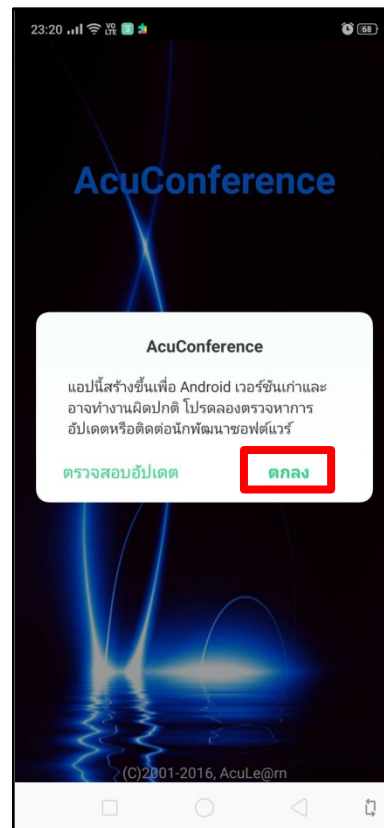 23:20 VO LTE 68
AcuConference
AcuConference
แอปนี้สร้างขึ้นเพื่อ Android เวอร์ชันเก่าและ
อาจทำงานผิดปกติ โปรดลองตรวจหาการ
อัปเดตหรือติดต่อนักพัฒนาซอฟต์แวร์
ตรวจสอบอัปเดต ตกลง
(C)2001-2016, AcuLe@rn